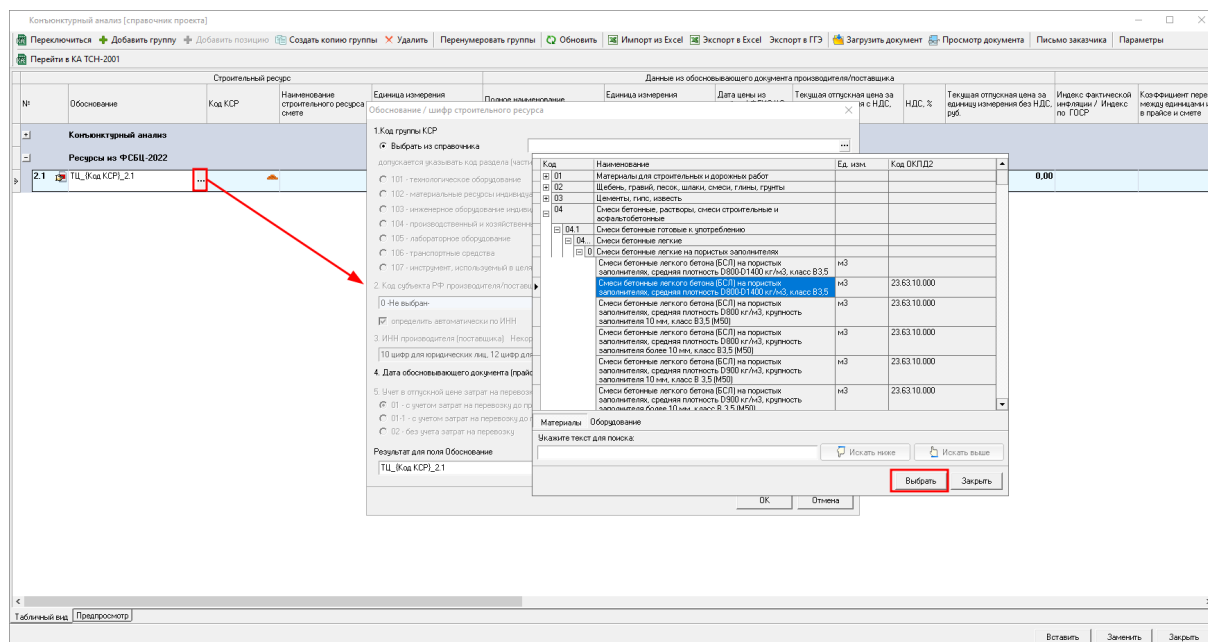 Конъюнктурный анализ [справочник проекта]
Переключиться Добавить группу Добавить позицию Создать копию группы Удалить Перенумеровать группы Обновить Импорт из Excel Экспорт в Excel Экспорт в ГГЭ Загрузить документ Просмотр документа Письмо заказчика Параметры
Перейти в КА ТСН-2001
Строительный ресурс Данные из обосновывающего документа производителя/поставщика
№ Обоснование Код КСР Наименование строительного ресурса смете Единица измерения Полное наименование Единица измерения Дата цены из Текущая отпускная цена за с НДС, НДС, % Текущая отпускная цена за единицу измерения без НДС, руб. Индекс фактической инфляции / Индекс по ГОСР Коэффициент пере между единицами и в прайсе и смете
Конъюнктурный анализ
Ресурсы из ФСБЦ-2022
2.1 ТЦ_{Код КСР}_2.1 ... 0,00
Обоснование / шифр строительного ресурса
1.Код группы КСР
Выбрать из справочника ...
допускается указывать код раздела (части
101 - технологическое оборудование
102 - материальные ресурсы индивидуа
103 - инженерное оборудование индиви
104 - производственный и хозяйственн
105 - лабораторное оборудование
106 - транспортные средства
107 - инструмент, используемый в целя
2. Код субъекта РФ производителя/поставщ
0 -Не выбран-
определить автоматически по ИНН
3. ИНН производителя (поставщика) Некор
10 цифр для юридических лиц, 12 цифр для
4. Дата обосновывающего документа (прайс
5. Учет в отпускной цене затрат на перевозк
01 - с учетом затрат на перевозку до пр
01-1 - с учетом затрат на перевозку до
02 - без учета затрат на перевозку
Результат для поля Обоснование
ТЦ_{Код КСР}_2.1
OK Отмена
Код Наименование Ед. изм. Код ОКПД2
01 Материалы для строительных и дорожных работ
02 Щебень, гравий, песок, шлаки, смеси, глины, грунты
03 Цементы, гипс, известь
04 Смеси бетонные, растворы, смеси строительные и
асфальтобетонные
04.1 Смеси бетонные готовые к употреблению
04... Смеси бетонные легкие
0 Смеси бетонные легкие на пористых заполнителях
Смеси бетонные легкого бетона (БСЛ) на пористых м3
заполнителях, средняя плотность D800-D1400 кг/м3, класс В3,5
Смеси бетонные легкого бетона (БСЛ) на пористых м3 23.63.10.000
заполнителях, средняя плотность D800-D1400 кг/м3, класс В3,5
Смеси бетонные легкого бетона (БСЛ) на пористых м3 23.63.10.000
заполнителях, средняя плотность D800 кг/м3, крупность
заполнителя 10 мм, класс В3,5 (М50)
Смеси бетонные легкого бетона (БСЛ) на пористых м3 23.63.10.000
заполнителях, средняя плотность D800 кг/м3, крупность
заполнителя более 10 мм, класс В3,5 (М50)
Смеси бетонные легкого бетона (БСЛ) на пористых м3 23.63.10.000
заполнителях, средняя плотность D900 кг/м3, крупность
заполнителя 10 мм, класс В 3,5 (М50)
Смеси бетонные легкого бетона (БСЛ) на пористых м3 23.63.10.000
заполнителях, средняя плотность D900 кг/м3, крупность
заполнителя более 10 мм, класс В 3,5 (М50)
Материалы Оборудование
Укажите текст для поиска:
Искать ниже Искать выше
Выбрать Закрыть
Табличный вид Предпросмотр
Вставить Заменить Закрыть